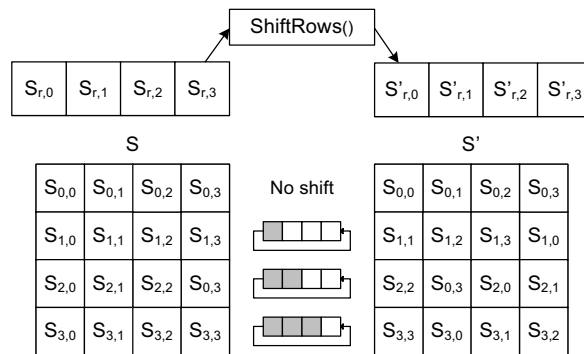 ShiftRows()
Sr,0 Sr,1 Sr,2 Sr,3 S'r,0 S'r,1 S'r,2 S'r,3
S S'
S0,0 S0,1 S0,2 S0,3 No shift S0,0 S0,1 S0,2 S0,3
S1,0 S1,1 S1,2 S1,3 S1,1 S1,2 S1,3 S1,0
S2,0 S2,1 S2,2 S0,3 S2,2 S0,3 S2,0 S2,1
S3,0 S3,1 S3,2 S3,3 S3,3 S3,0 S3,1 S3,2